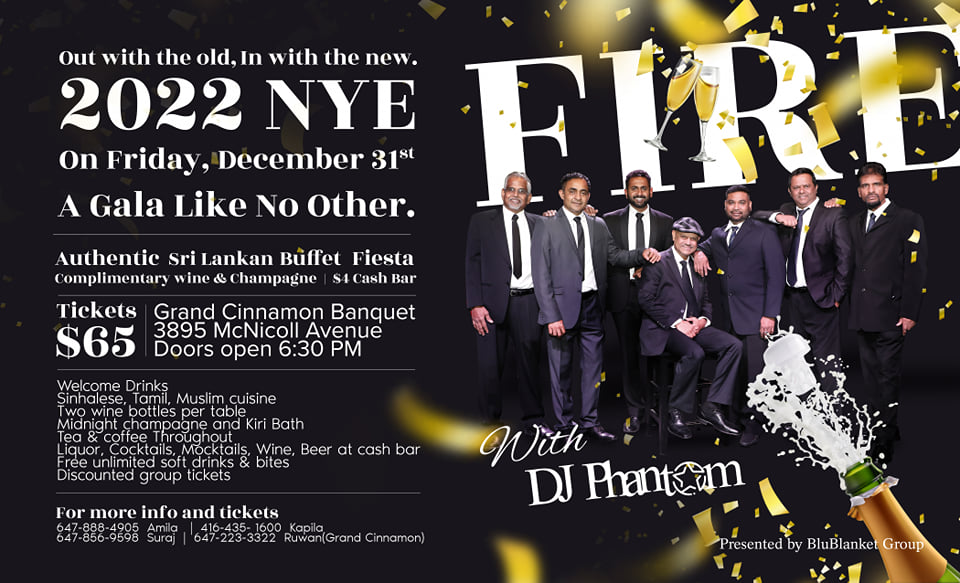 Out with the old, In with the new.
2022 NYE
On Friday, December 31st
A Gala Like No Other.
Authentic Sri Lankan Buffet Fiesta
Complimentary wine & Champagne | $4 Cash Bar
Tickets
$65
Grand Cinnamon Banquet
3895 McNicoll Avenue
Doors open 6:30 PM
Welcome Drinks
Sinhalese, Tamil, Muslim cuisine
Two wine bottles per table
Midnight champagne and Kiri Bath
Tea & coffee Throughout
Liquor, Cocktails, Mocktails, Wine, Beer at cash bar
Free unlimited soft drinks & bites
Discounted group tickets
For more info and tickets
647-888-4905 Amila | 416-435- 1600 Kapila
647-856-9598 Suraj | 647-223-3322 Ruwan(Grand Cinnamon)
FIRE
With
DJ Phantom
Presented by BluBlanket Group